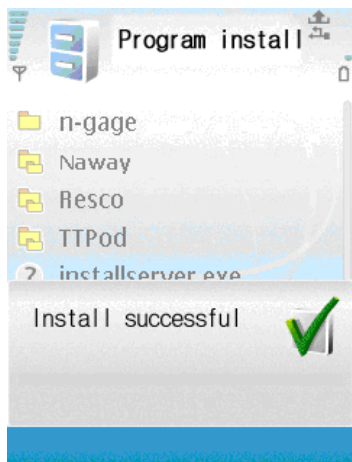 Program install
n-gage
Naway
Resco
TTPod
installserver.exe
Install successful